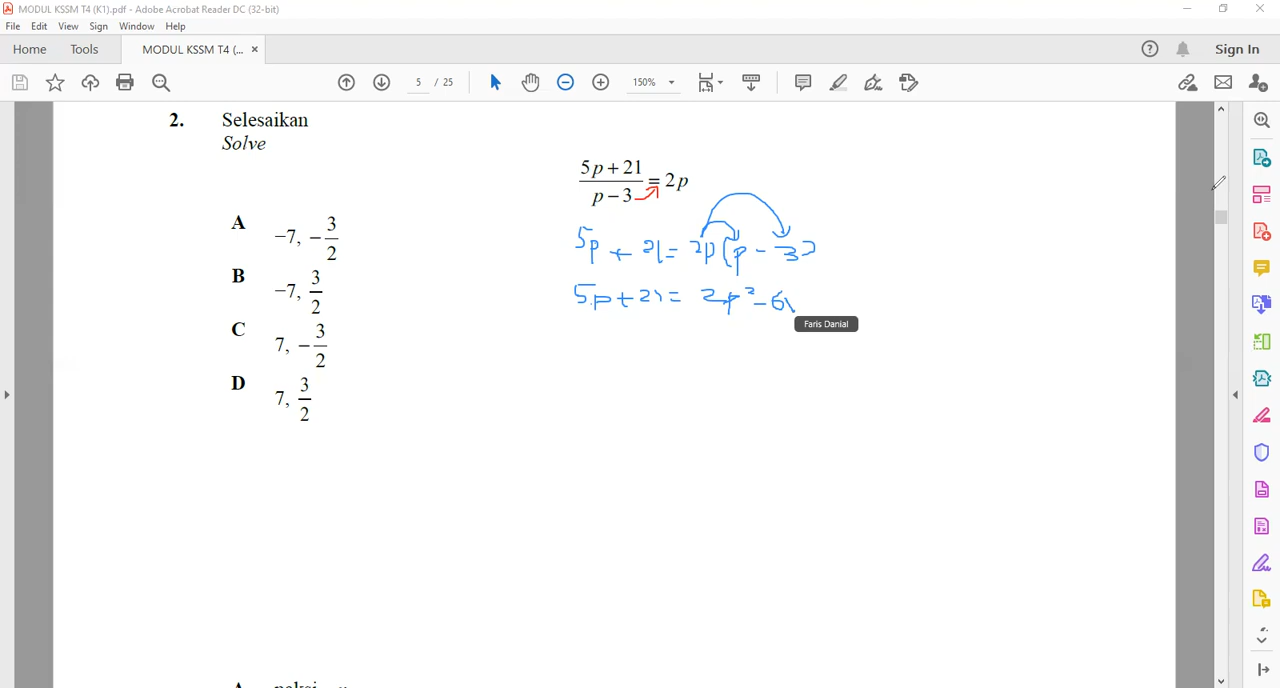 MODUL KSSM T4 (K1).pdf - Adobe Acrobat Reader DC (32-bit)
File Edit View Sign Window Help
Home Tools MODUL KSSM T4 (... × Sign In
5 / 25 150%
2. Selesaikan
Solve
(5p + 21)/(p − 3) = 2p
5p + 21 = 2p(p - 3)
5p + 21 = 2p² - 6
Faris Danial
A −7, −3/2
B −7, 3/2
C 7, −3/2
D 7, 3/2